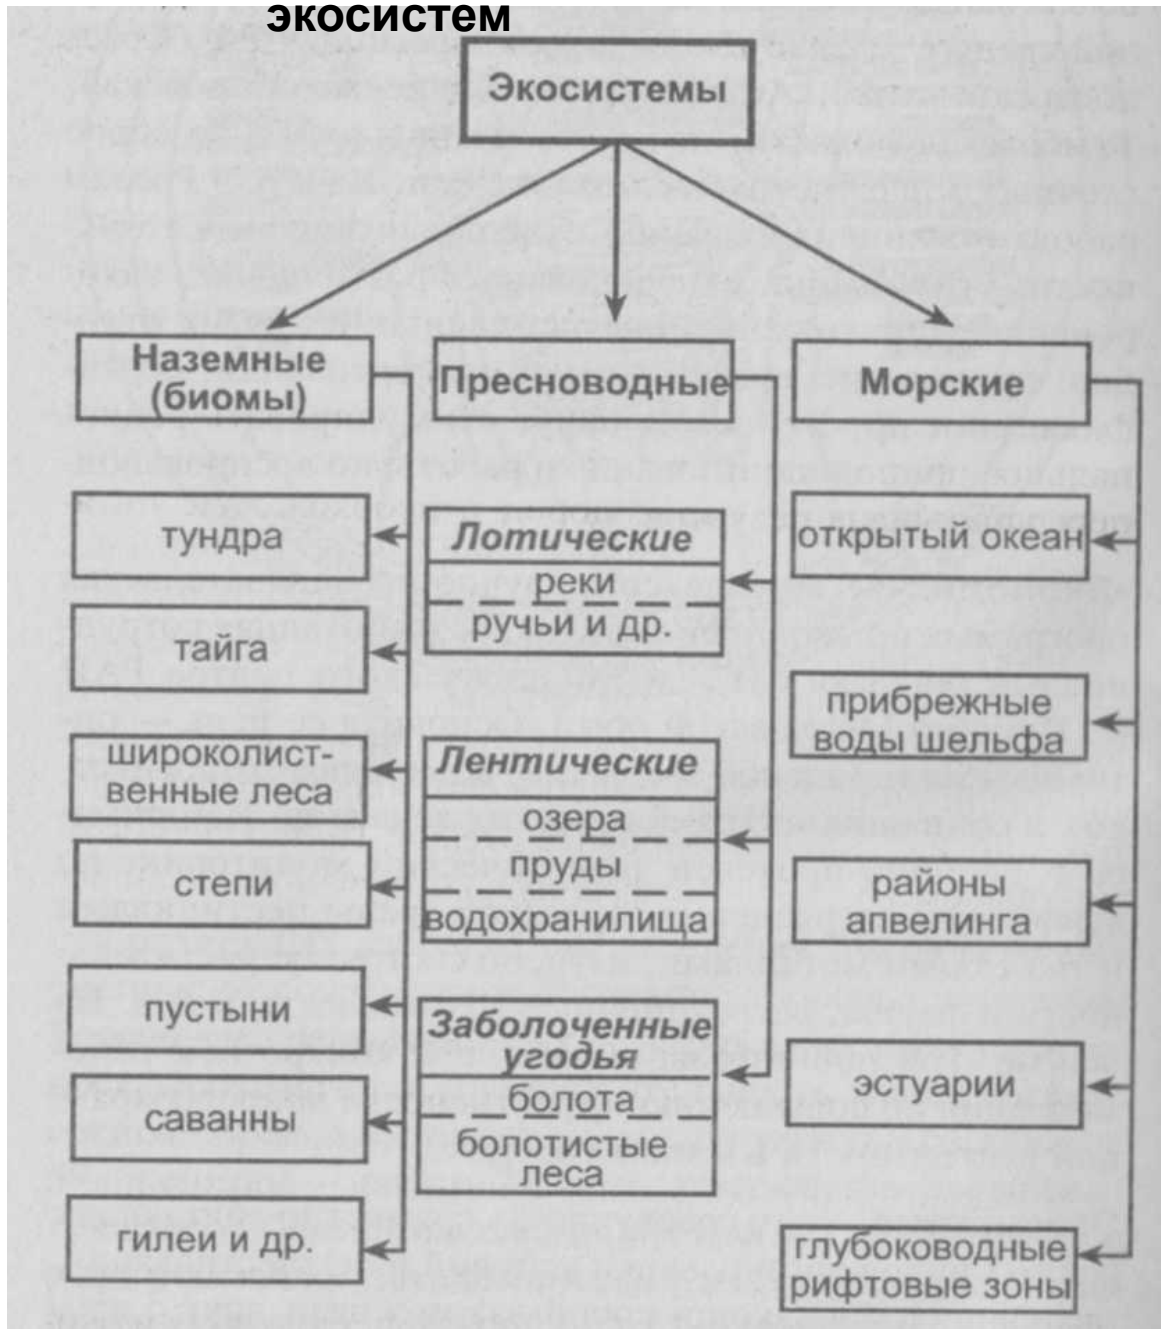 экосистем
Экосистемы
Наземные
(биомы)
Пресноводные
Морские
тундра
тайга
широколист-
венные леса
степи
пустыни
саванны
гилеи и др.
Лотические
реки
ручьи и др.
Лентические
озера
пруды
водохранилища
Заболоченные
угодья
болота
болотистые
леса
открытый океан
прибрежные
воды шельфа
районы
апвелинга
эстуарии
глубоководные
рифтовые зоны